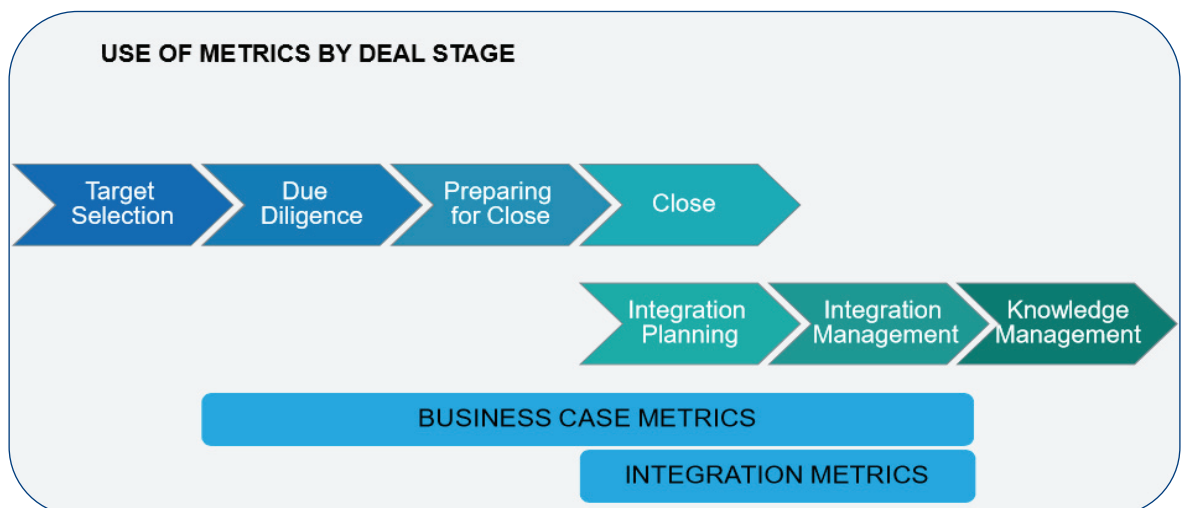 USE OF METRICS BY DEAL STAGE
Target
Selection
Due
Diligence
Preparing
for Close
Close
Integration
Planning
Integration
Management
Knowledge
Management
BUSINESS CASE METRICS
INTEGRATION METRICS